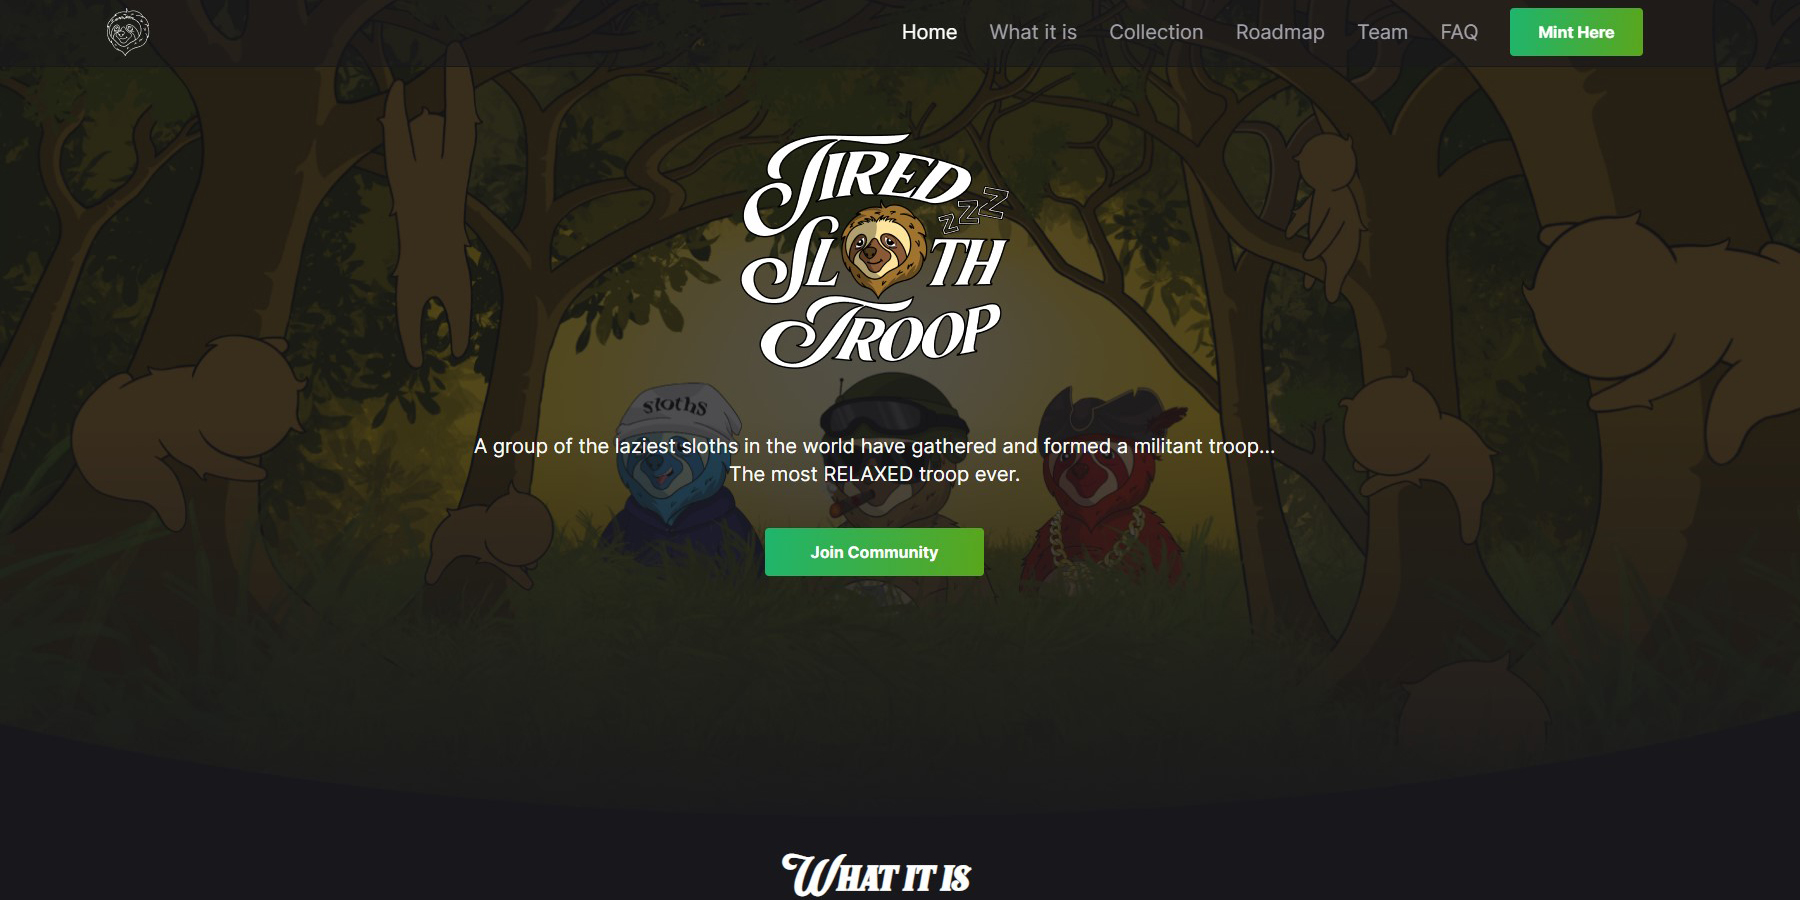 Home What it is Collection Roadmap Team FAQ Mint Here
TIRED
zzz
SLOTH
TROOP
sloths
A group of the laziest sloths in the world have gathered and formed a militant troop...
The most RELAXED troop ever.
Join Community
WHAT IT IS